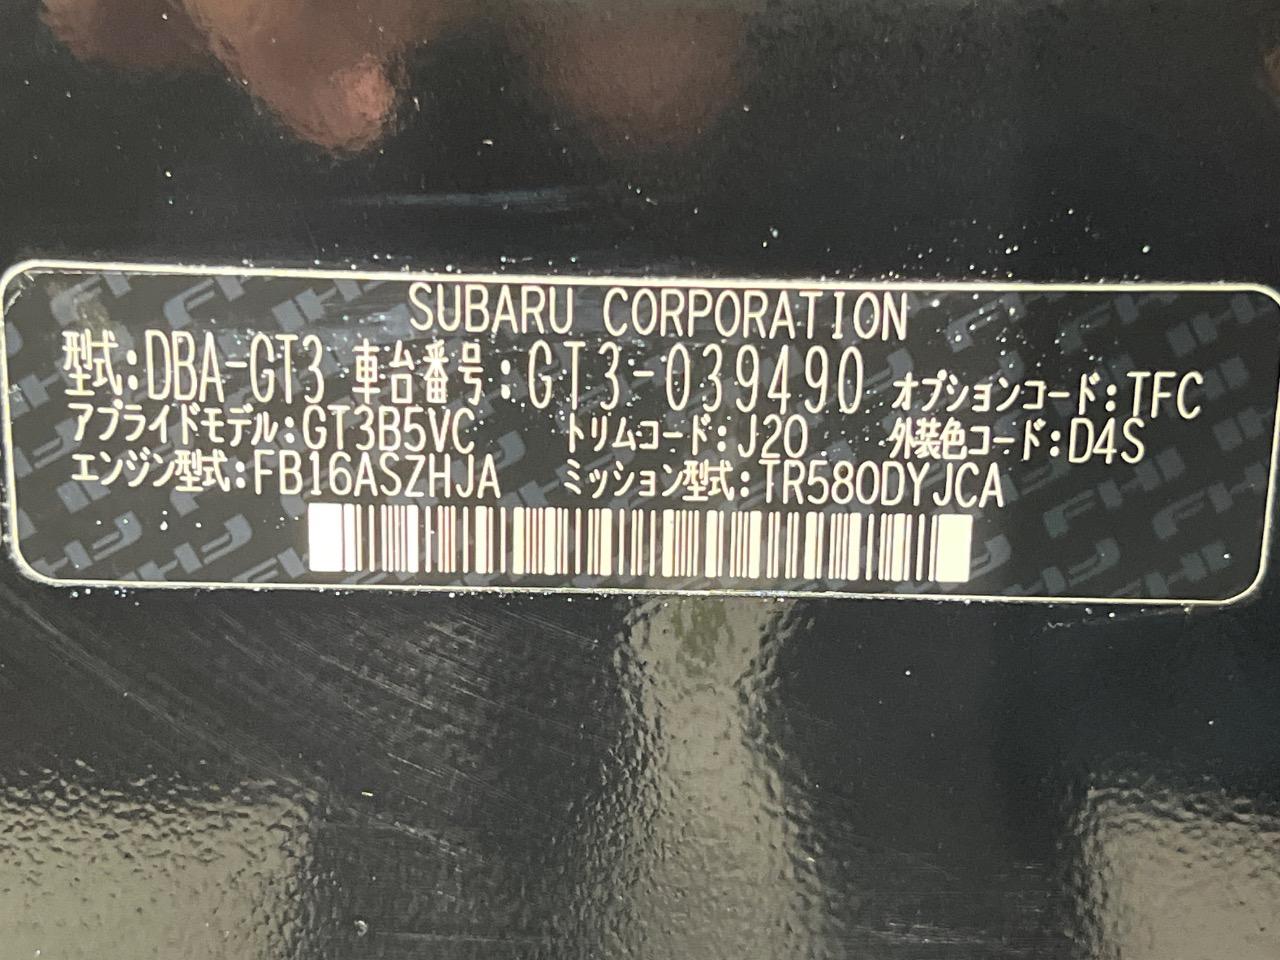 SUBARU CORPORATION
型式:DBA-GT3 車台番号:GT3-039490 オプションコード:TFC
アプライドモデル:GT3B5VC トリムコード:J20 外装色コード:D4S
エンジン型式:FB16ASZHJA ミッション型式:TR580DYJCA